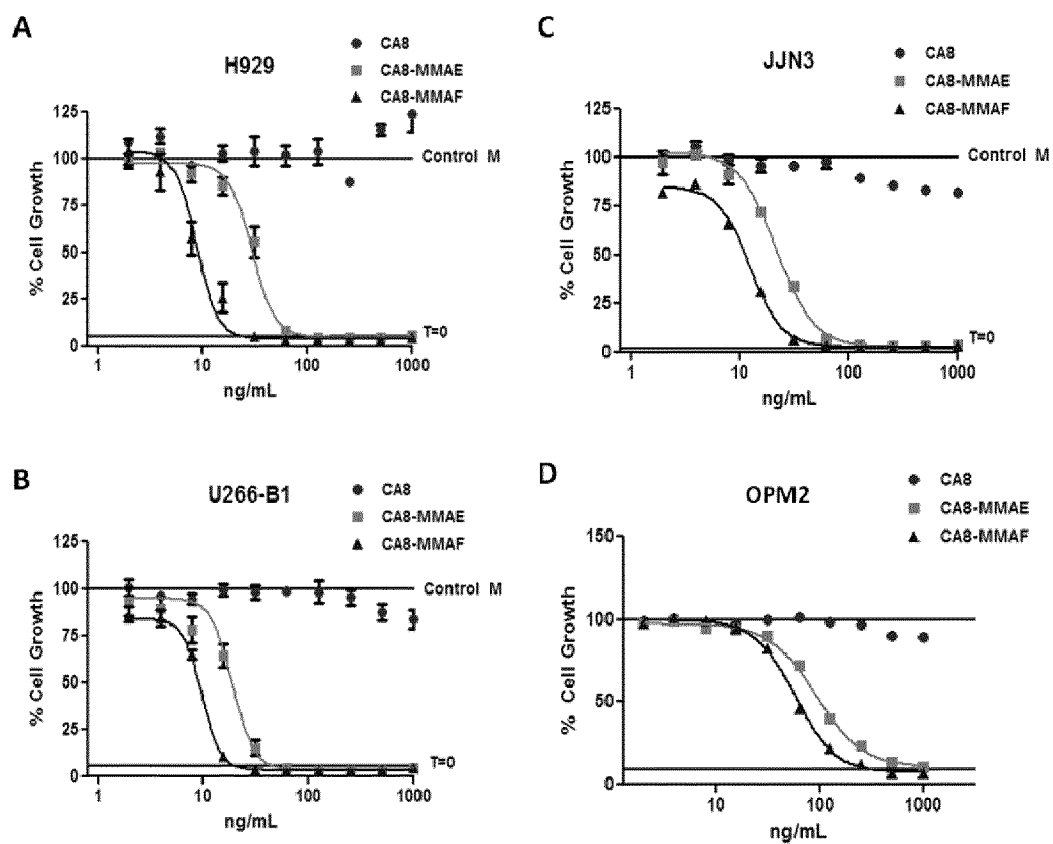 A
H929
CA8
CA8-MMAE
CA8-MMAF
125
100
75
50
25
0
% Cell Growth
Control M
T=0
1
10
100
1000
ng/mL
C
JJN3
CA8
CA8-MMAE
CA8-MMAF
125
100
75
50
25
0
% Cell Growth
Control M
T=0
1
10
100
1000
ng/mL
B
U266-B1
CA8
CA8-MMAE
CA8-MMAF
125
100
75
50
25
0
% Cell Growth
Control M
T=0
1
10
100
1000
ng/mL
D
OPM2
CA8
CA8-MMAE
CA8-MMAF
150
100
50
0
% Cell Growth
10
100
1000
ng/mL